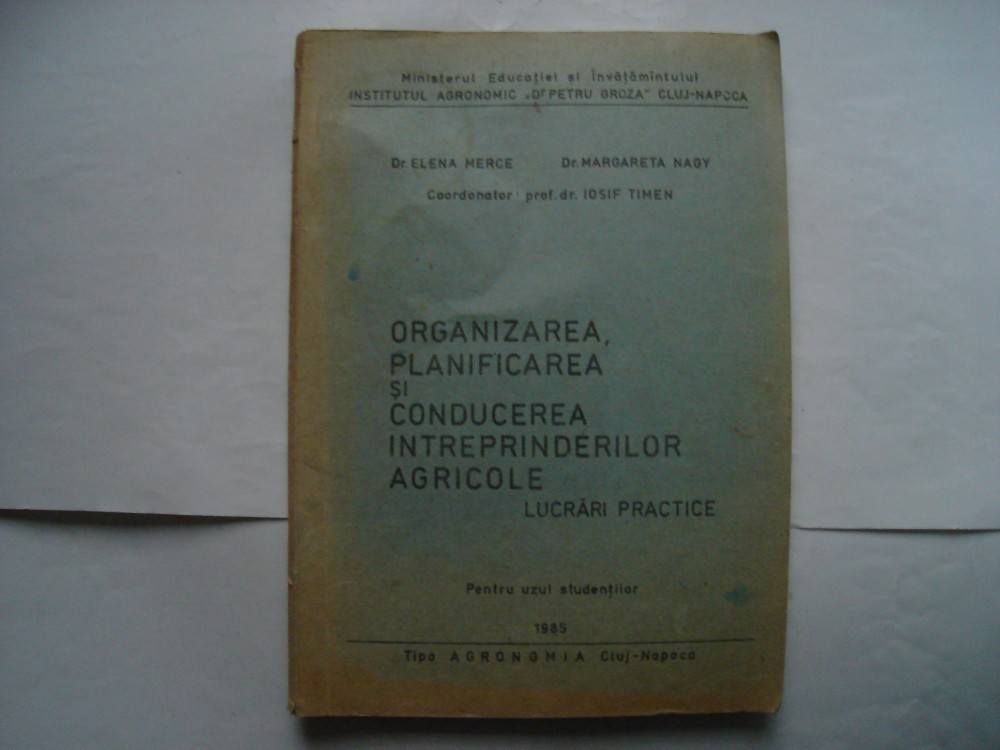 Ministerul Educației și Învățămîntului
INSTITUTUL AGRONOMIC „Dr PETRU GROZA" CLUJ-NAPOCA
Dr. ELENA MERCE Dr. MARGARETA NAGY
Coordonator: prof. dr. IOSIF TIMEN
ORGANIZAREA,
PLANIFICAREA
ȘI
CONDUCEREA
INTREPRINDERILOR
AGRICOLE
LUCRĂRI PRACTICE
Pentru uzul studenților
1985
Tipo AGRONOMIA Cluj-Napoca